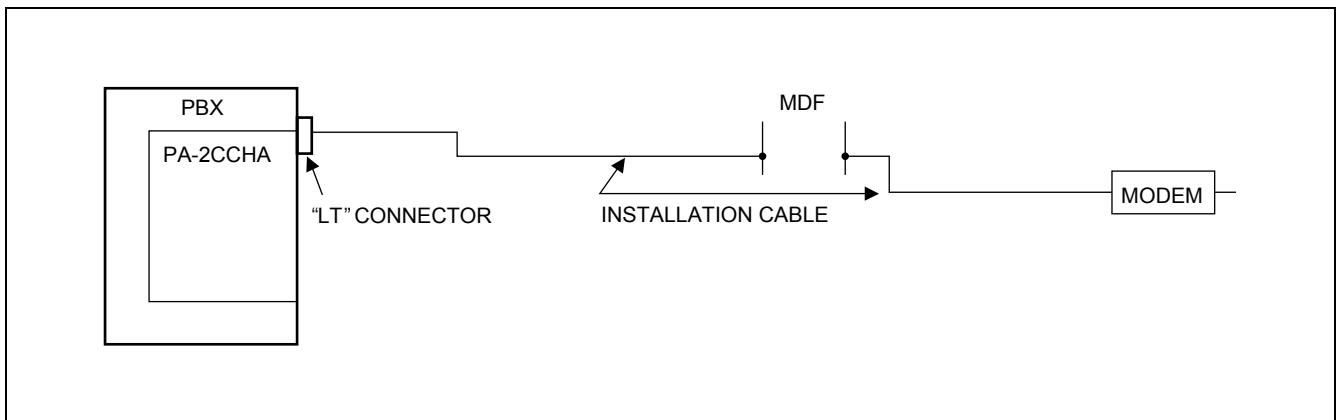 PBX
PA-2CCHA
MDF
“LT” CONNECTOR
INSTALLATION CABLE
MODEM